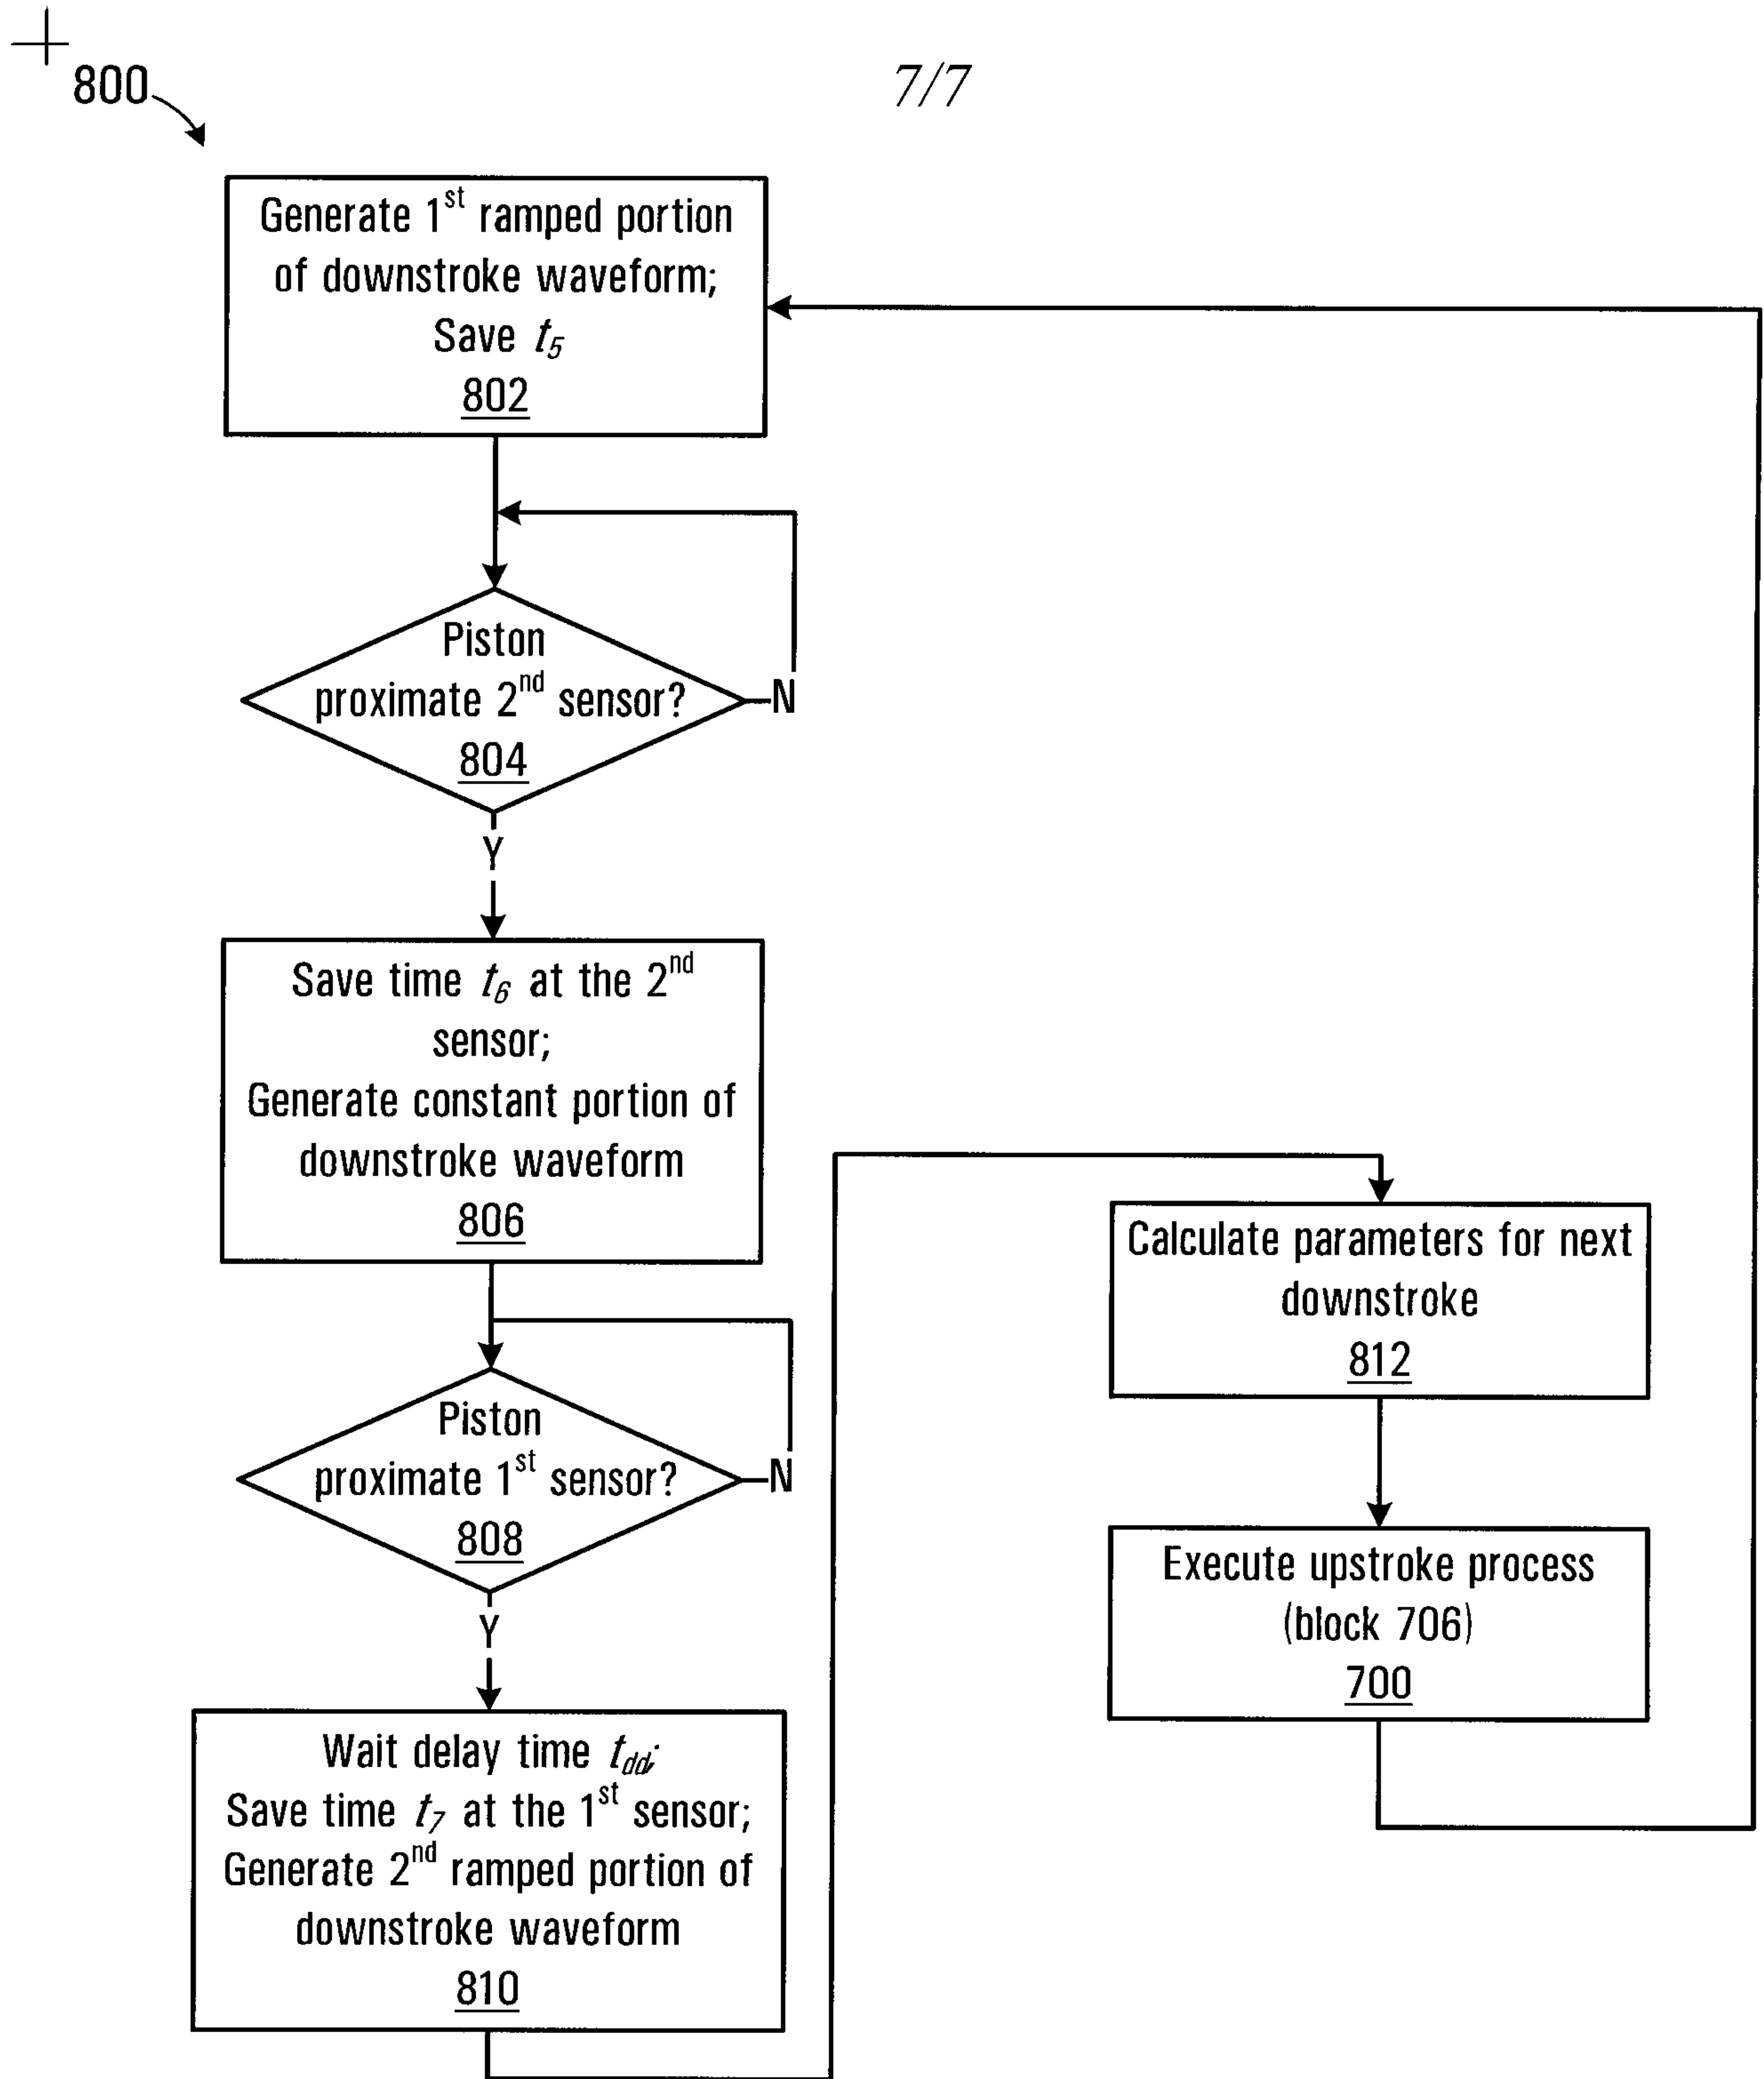 800
7/7
Generate 1st ramped portion
of downstroke waveform;
Save t5
802
Piston
proximate 2nd sensor?
804
N
Y
Save time t6 at the 2nd
sensor;
Generate constant portion of
downstroke waveform
806
Piston
proximate 1st sensor?
808
N
Y
Wait delay time tdd;
Save time t7 at the 1st sensor;
Generate 2nd ramped portion of
downstroke waveform
810
Calculate parameters for next
downstroke
812
Execute upstroke process
(block 706)
700